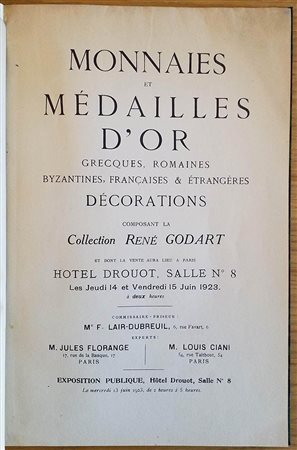 MONNAIES
ET
MÉDAILLES
D'OR
GRECQUES, ROMAINES
BYZANTINES, FRANÇAISES & ÉTRANGÈRES
DÉCORATIONS
COMPOSANT LA
Collection RENÉ GODART
ET DONT LA VENTE AURA LIEU A PARIS
HOTEL DROUOT, SALLE N° 8
Les Jeudi 14 et Vendredi 15 Juin 1923.
à deux heures
COMMISSAIRE-PRISEUR :
Me F. LAIR-DUBREUIL, 6, rue Favart, 6
EXPERTS :
M. JULES FLORANGE M. LOUIS CIANI
17, rue de la Banque, 17 54, rue Taitbout, 54
PARIS PARIS
EXPOSITION PUBLIQUE, Hôtel Drouot, Salle N° 8
Le mercredi 13 juin 1923, de 2 heures à 5 heures.